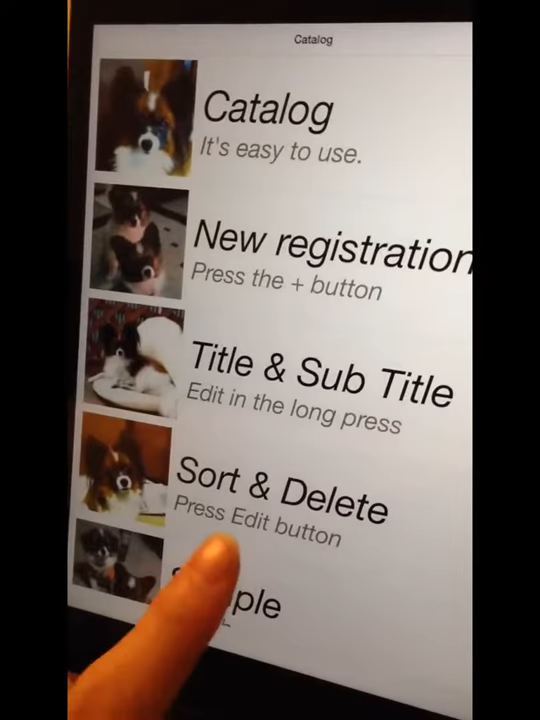 Catalog
Catalog
It's easy to use.
New registration
Press the + button
Title & Sub Title
Edit in the long press
Sort & Delete
Press Edit button